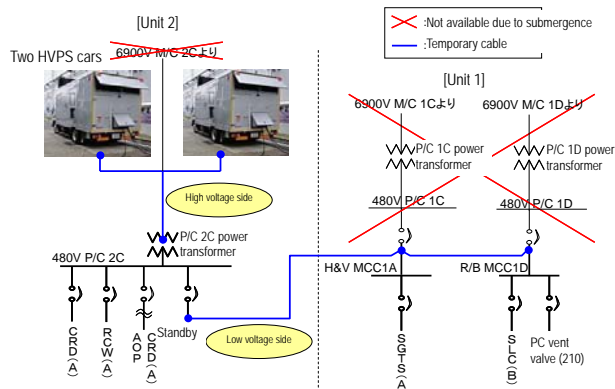 [Unit 2]
Two HVPS cars
6900V M/C 2Cより
High voltage side
P/C 2C power
transformer
480V P/C 2C
CRD(A)
RCW(A)
AOP
CRD(A)
Standby
Low voltage side
:Not available due to submergence
:Temporary cable
[Unit 1]
6900V M/C 1Cより
6900V M/C 1Dより
P/C 1C power
transformer
P/C 1D power
transformer
480V P/C 1C
480V P/C 1D
H&V MCC1A
R/B MCC1D
SGTS(A
SLC(B)
PC vent
valve (210)